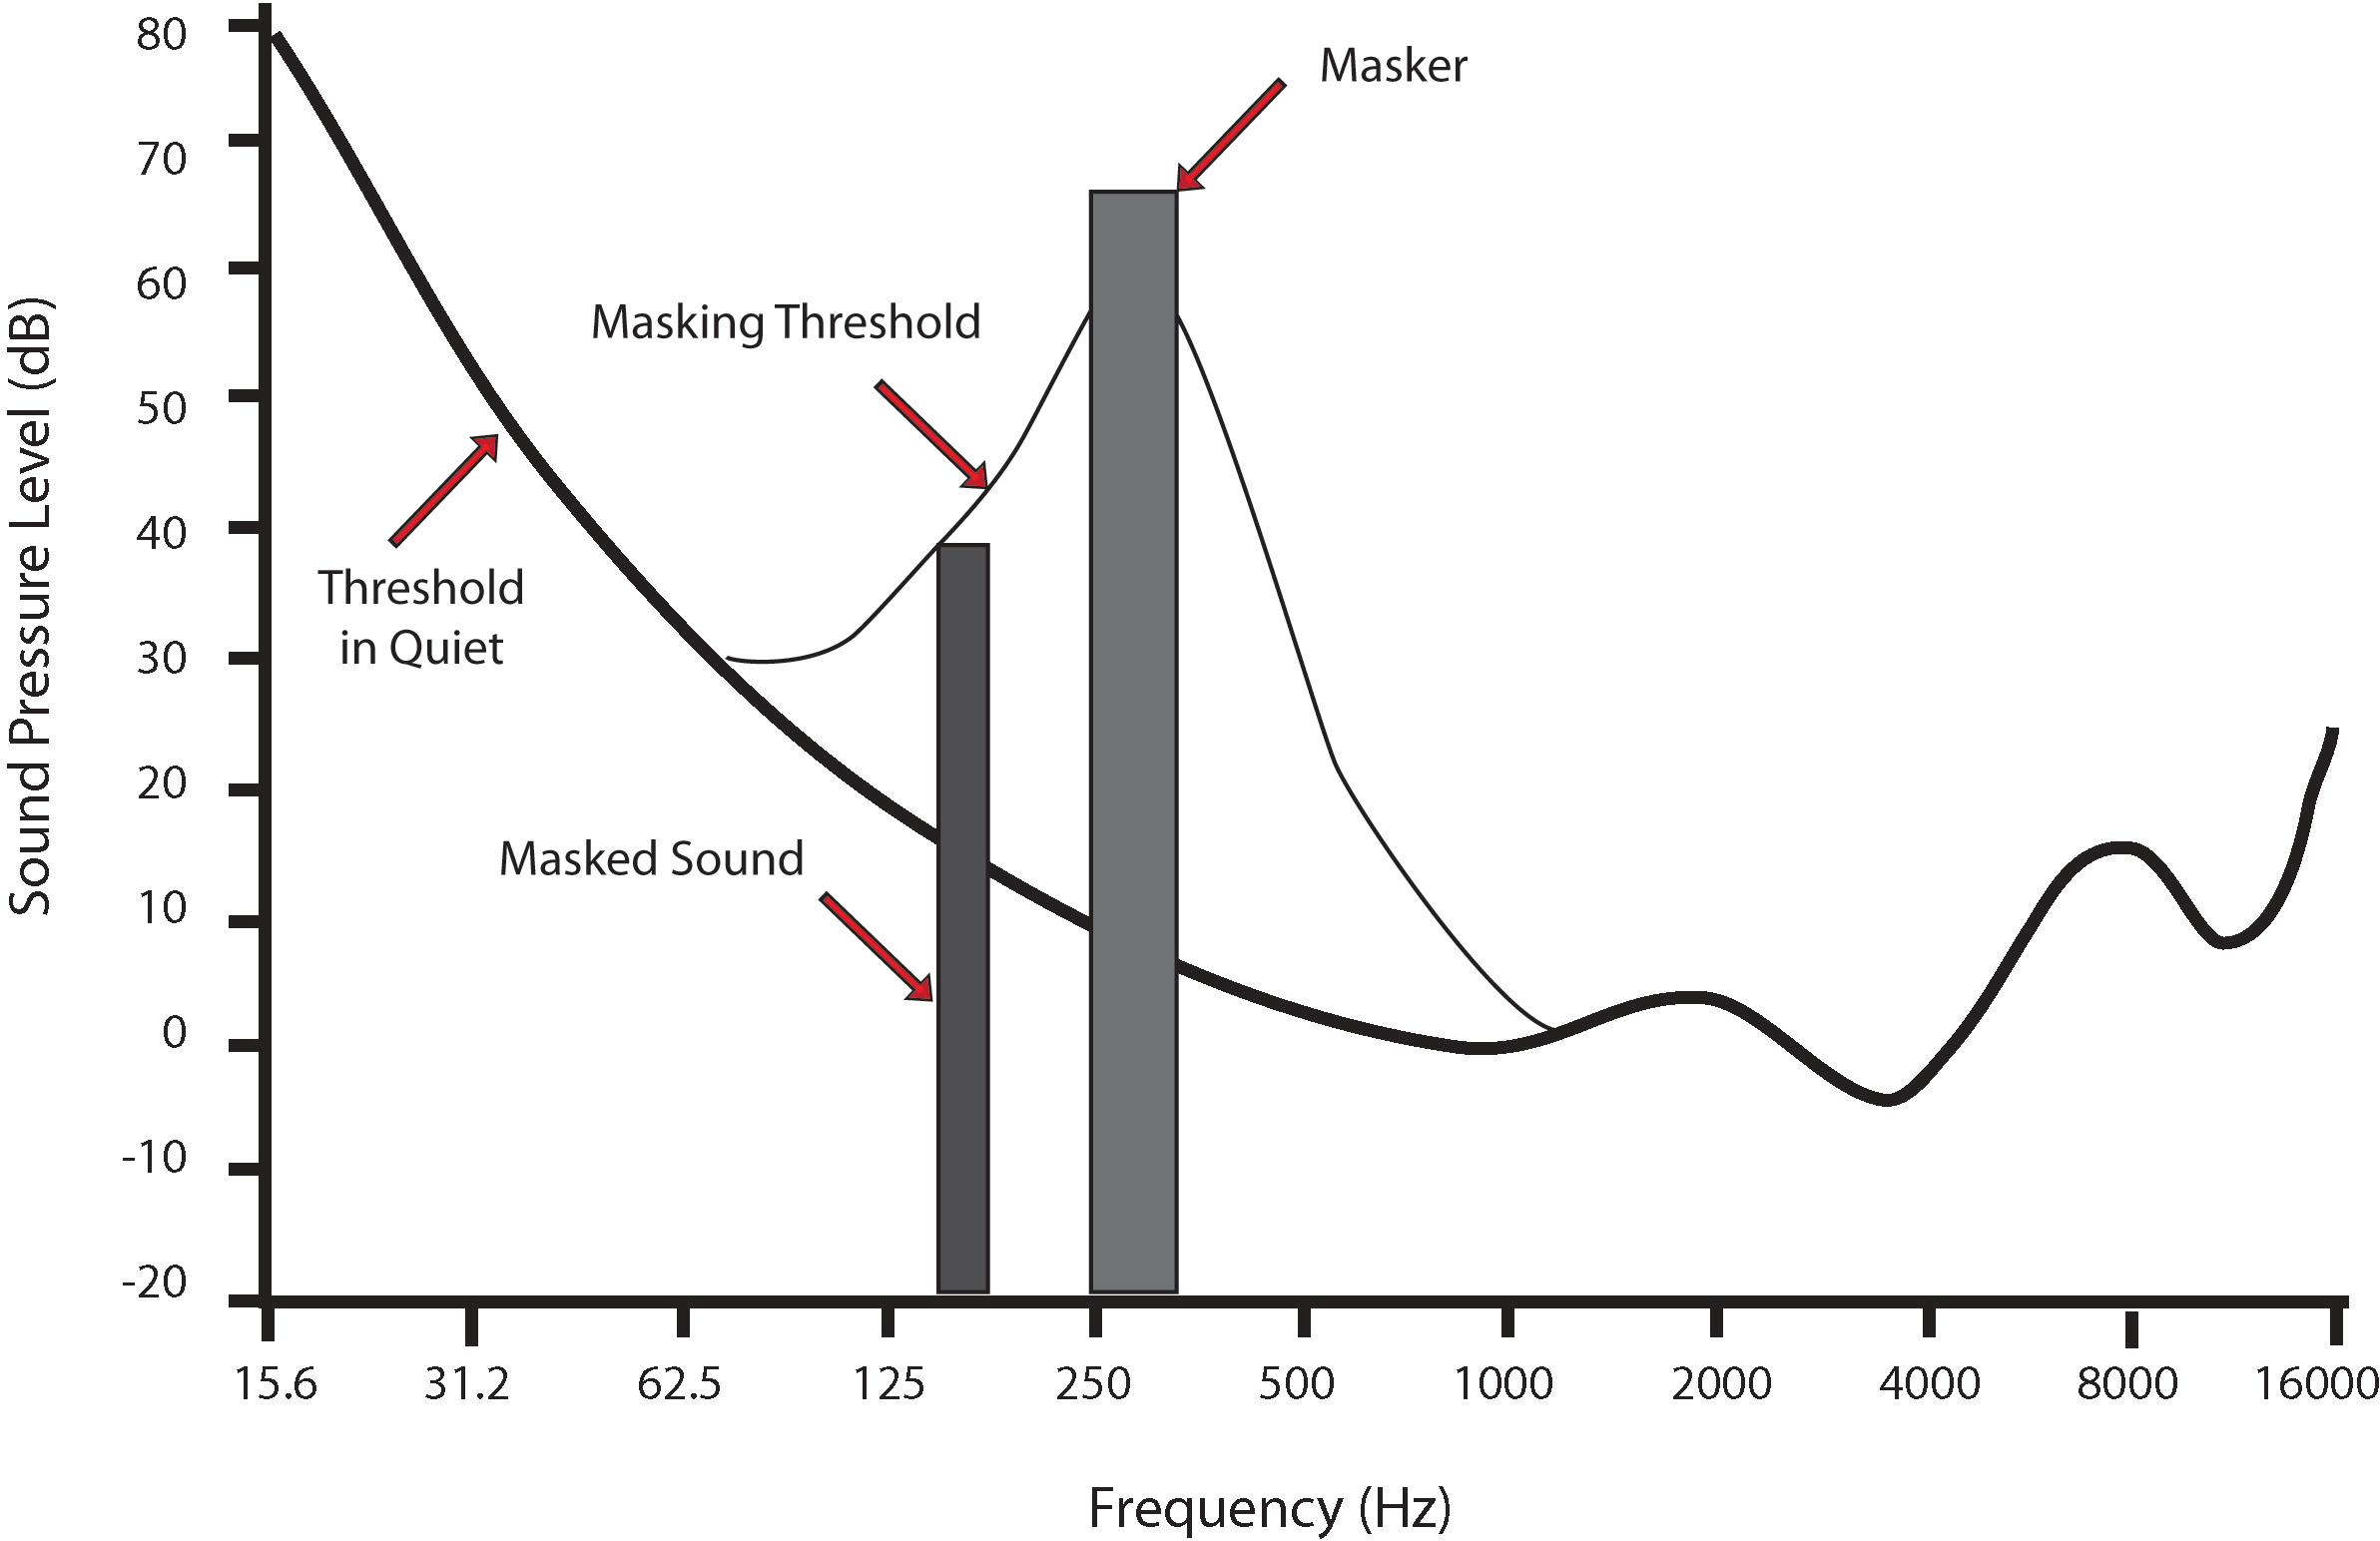 80
70
60
50
40
30
20
10
0
-10
-20
Sound Pressure Level (dB)
Masker
Masking Threshold
Threshold
in Quiet
Masked Sound
15.6 31.2 62.5 125 250 500 1000 2000 4000 8000 16000
Frequency (Hz)